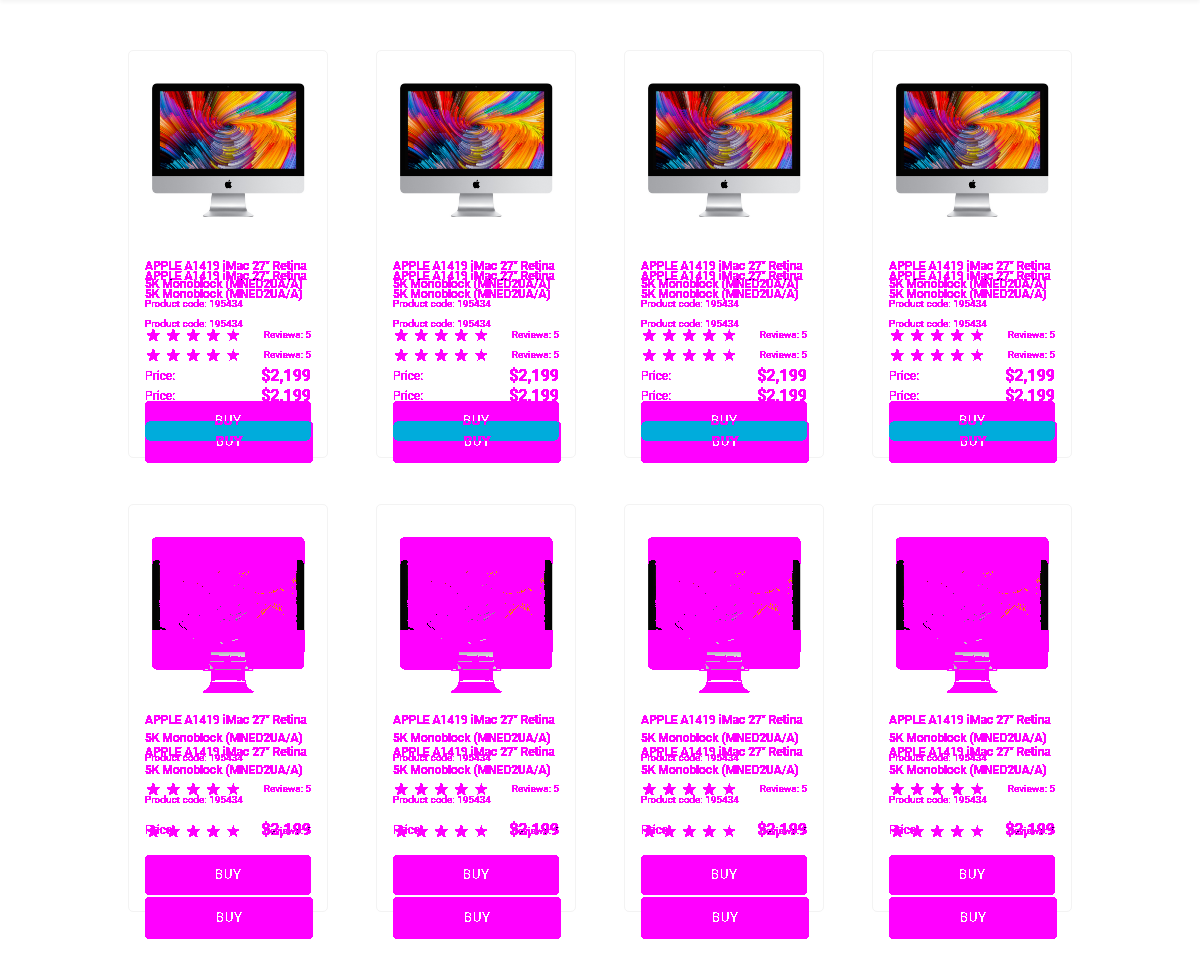 APPLE A1419 iMac 27" Retina
APPLE A1419 iMac 27" Retina
5K Monoblock (MNED2UA/A)
5K Monoblock (MNED2UA/A)
Product code: 195434
Product code: 195434
Reviews: 5
Reviews: 5
Price: $2,199
Price: $2,199
BUY
BUY
APPLE A1419 iMac 27" Retina
APPLE A1419 iMac 27" Retina
5K Monoblock (MNED2UA/A)
5K Monoblock (MNED2UA/A)
Product code: 195434
Product code: 195434
Reviews: 5
Reviews: 5
Price: $2,199
Price: $2,199
BUY
BUY
APPLE A1419 iMac 27" Retina
APPLE A1419 iMac 27" Retina
5K Monoblock (MNED2UA/A)
5K Monoblock (MNED2UA/A)
Product code: 195434
Product code: 195434
Reviews: 5
Reviews: 5
Price: $2,199
Price: $2,199
BUY
BUY
APPLE A1419 iMac 27" Retina
APPLE A1419 iMac 27" Retina
5K Monoblock (MNED2UA/A)
5K Monoblock (MNED2UA/A)
Product code: 195434
Product code: 195434
Reviews: 5
Reviews: 5
Price: $2,199
Price: $2,199
BUY
BUY
APPLE A1419 iMac 27" Retina
5K Monoblock (MNED2UA/A)
APPLE A1419 iMac 27" Retina
Product code: 195434
5K Monoblock (MNED2UA/A)
Reviews: 5
Product code: 195434
Price: $2,199
BUY
BUY
APPLE A1419 iMac 27" Retina
5K Monoblock (MNED2UA/A)
APPLE A1419 iMac 27" Retina
Product code: 195434
5K Monoblock (MNED2UA/A)
Reviews: 5
Product code: 195434
Price: $2,199
BUY
BUY
APPLE A1419 iMac 27" Retina
5K Monoblock (MNED2UA/A)
APPLE A1419 iMac 27" Retina
Product code: 195434
5K Monoblock (MNED2UA/A)
Reviews: 5
Product code: 195434
Price: $2,199
BUY
BUY
APPLE A1419 iMac 27" Retina
5K Monoblock (MNED2UA/A)
APPLE A1419 iMac 27" Retina
Product code: 195434
5K Monoblock (MNED2UA/A)
Reviews: 5
Product code: 195434
Price: $2,199
BUY
BUY